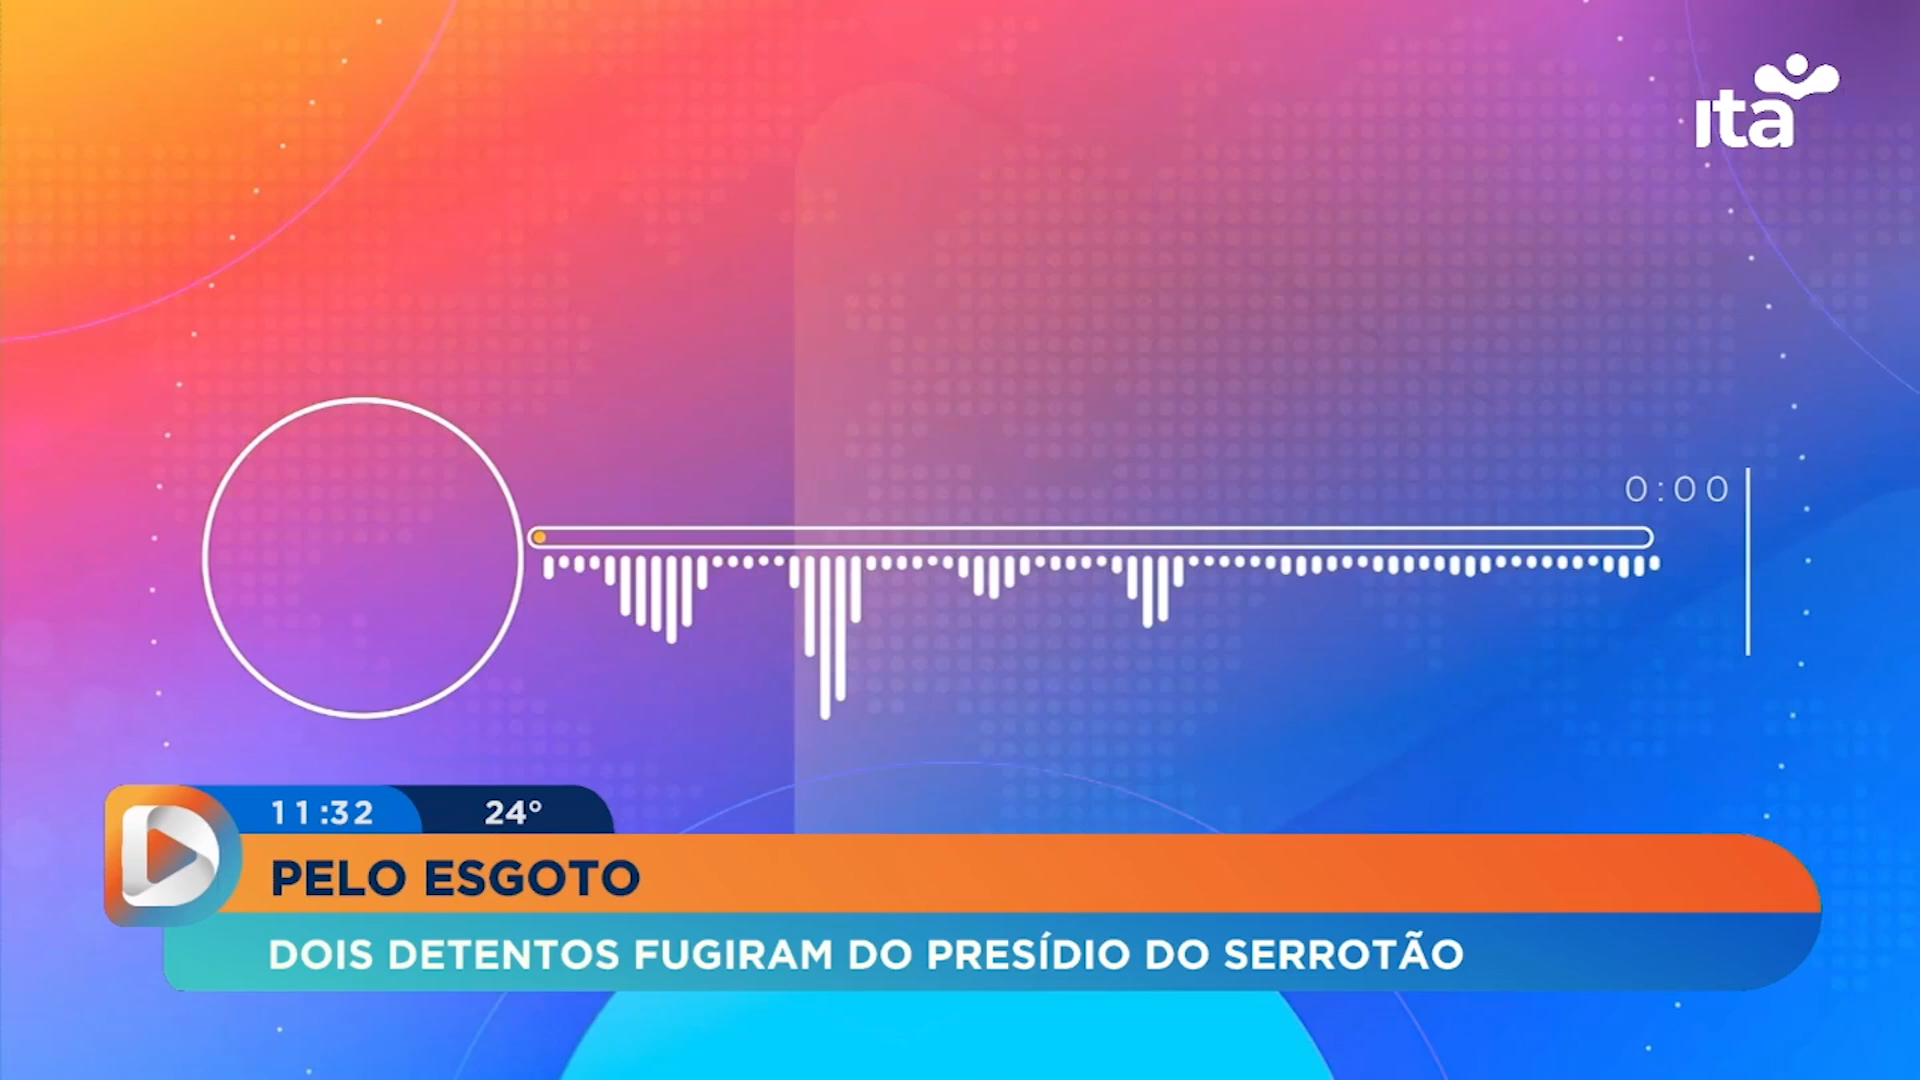 ita
0:00
11:32 24°
PELO ESGOTO
DOIS DETENTOS FUGIRAM DO PRESÍDIO DO SERROTÃO